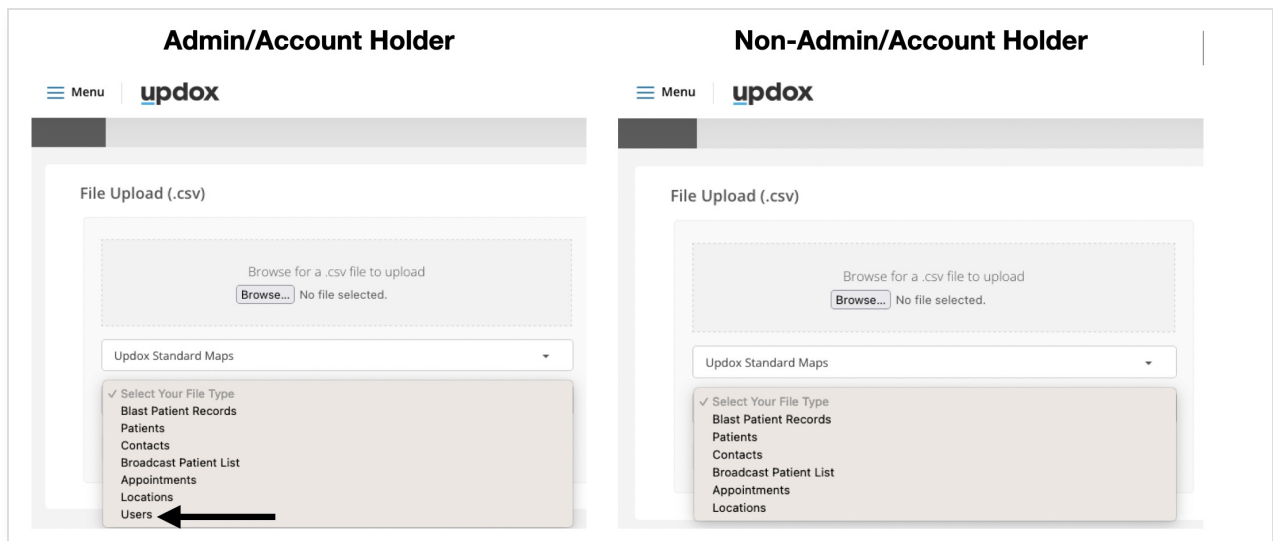 Admin/Account Holder
Menu
updox
File Upload (.csv)
Browse for a .csv file to upload
Browse... No file selected.
Updox Standard Maps
✓ Select Your File Type
Blast Patient Records
Patients
Contacts
Broadcast Patient List
Appointments
Locations
Users
Non-Admin/Account Holder
Menu
updox
File Upload (.csv)
Browse for a .csv file to upload
Browse... No file selected.
Updox Standard Maps
✓ Select Your File Type
Blast Patient Records
Patients
Contacts
Broadcast Patient List
Appointments
Locations